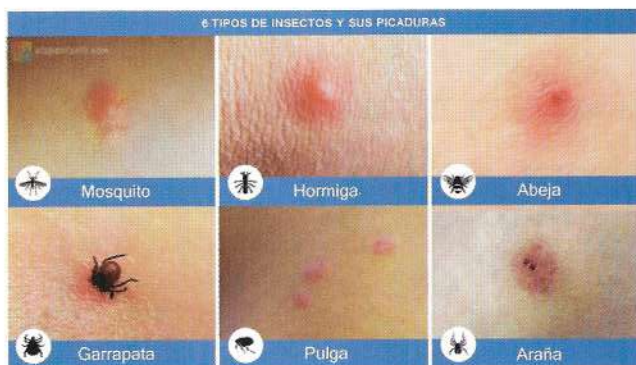 6 TIPOS DE INSECTOS Y SUS PICADURAS
Mosquito
Hormiga
Abeja
Garrapata
Pulga
Araña